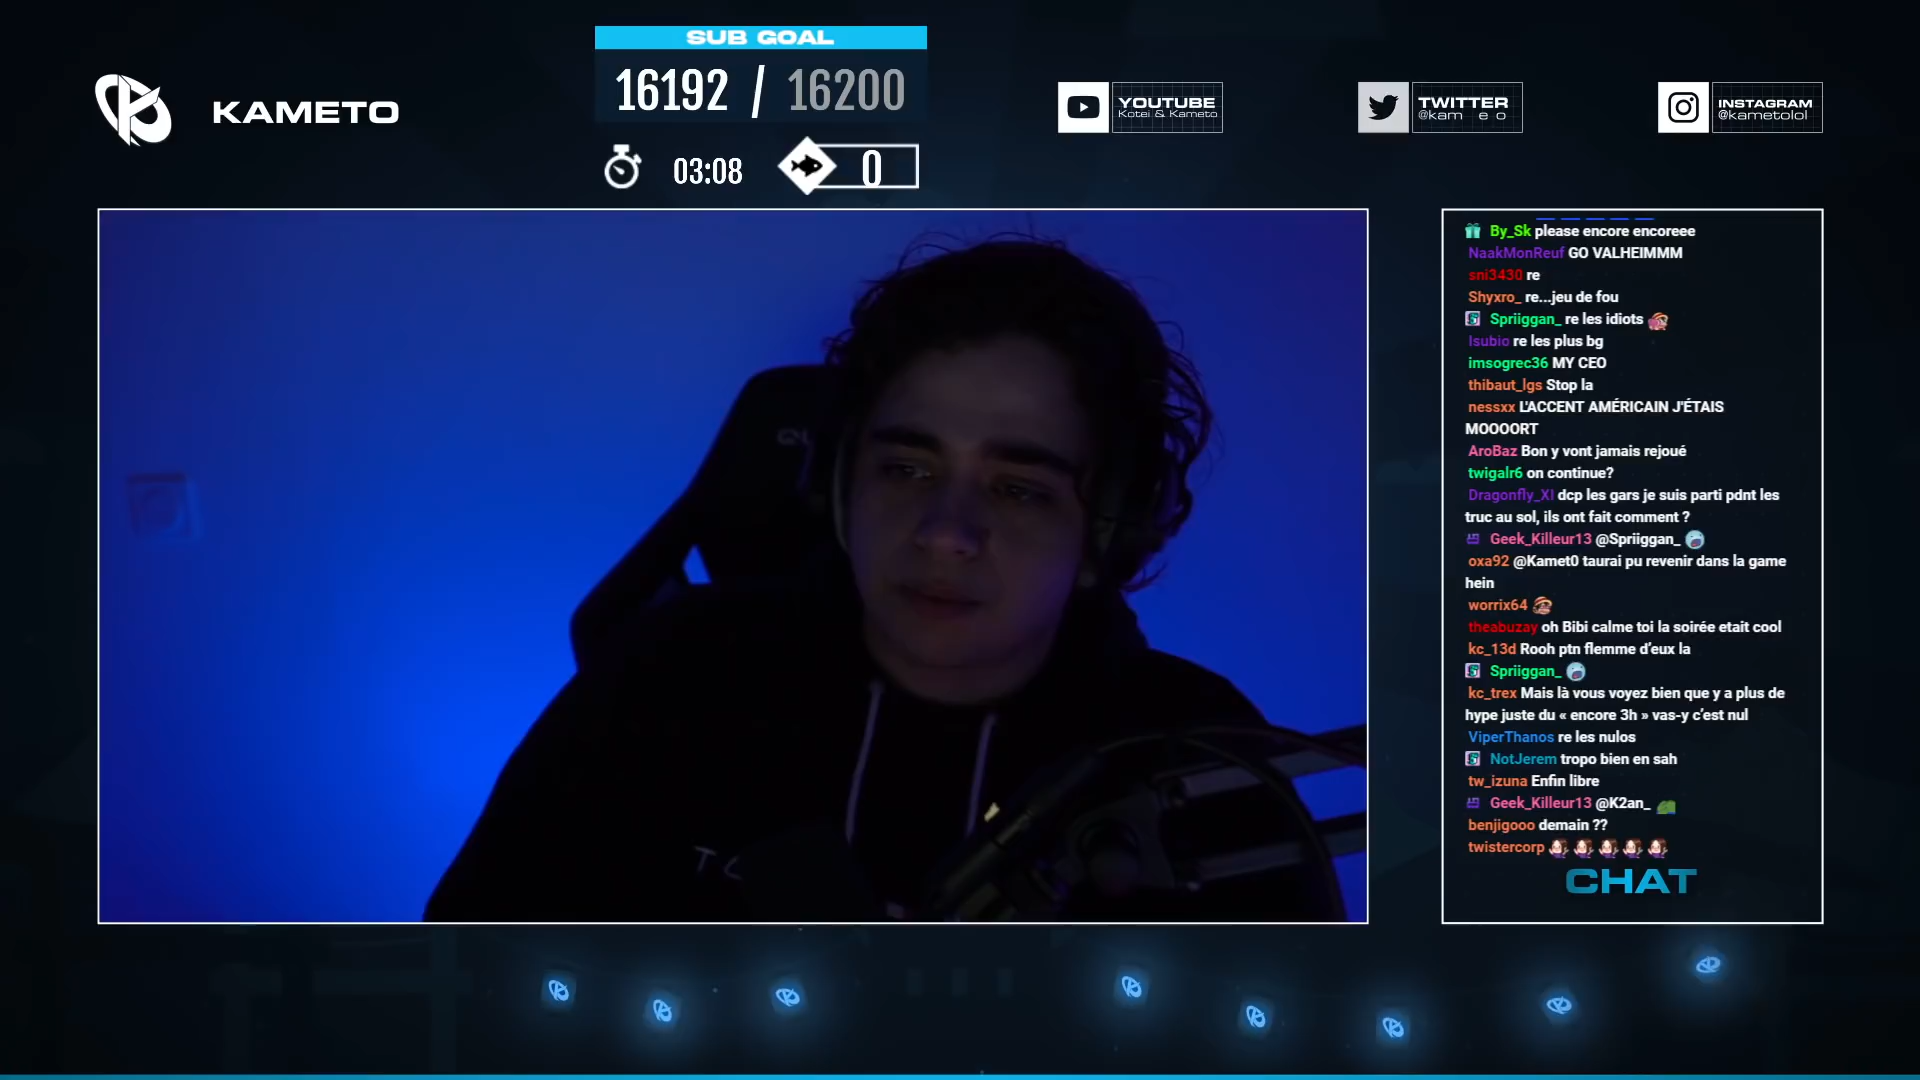 SUB GOAL
16192 / 16200
KAMETO
YOUTUBE
Kotei & Kameto
TWITTER
@kam e o
INSTAGRAM
@kametolol
03:08
0
By_Sk please encore encoreee
NaakMonReuf GO VALHEIMMM
sni3430 re
Shyxro_ re...jeu de fou
Spriiggan_ re les idiots
Isubio re les plus bg
imsogrec36 MY CEO
thibaut_lgs Stop la
nessxx L'ACCENT AMÉRICAIN J'ÉTAIS
MOOOORT
AroBaz Bon y vont jamais rejoué
twigalr6 on continue?
Dragonfly_XI dcp les gars je suis parti pdnt les
truc au sol, ils ont fait comment ?
Geek_Killeur13 @Spriiggan_
oxa92 @Kamet0 taurai pu revenir dans la game
hein
worrix64
theabuzay oh Bibi calme toi la soirée etait cool
kc_13d Rooh ptn flemme d'eux la
Spriiggan_
kc_trex Mais là vous voyez bien que y a plus de
hype juste du « encore 3h » vas-y c'est nul
ViperThanos re les nulos
NotJerem tropo bien en sah
tw_izuna Enfin libre
Geek_Killeur13 @K2an_
benjigooo demain ??
twistercorp
CHAT